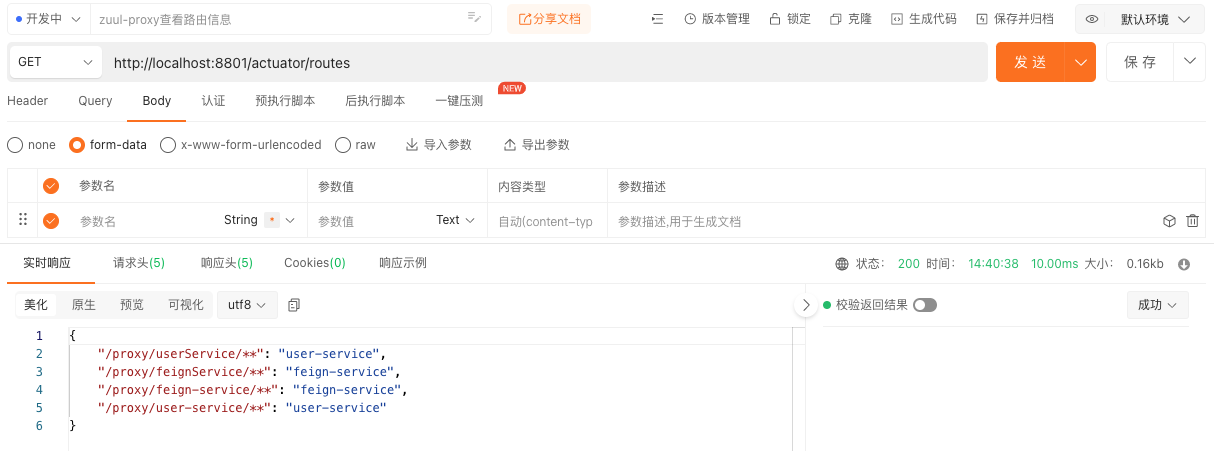 开发中 zuul-proxy查看路由信息 分享文档 版本管理 锁定 克隆 生成代码 保存并归档 默认环境
GET http://localhost:8801/actuator/routes 发 送 保 存
NEW
Header Query Body 认证 预执行脚本 后执行脚本 一键压测
none form-data x-www-form-urlencoded raw 导入参数 导出参数
参数名 参数值 内容类型 参数描述
参数名 String * 参数值 Text 自动(content-typ 参数描述,用于生成文档
实时响应 请求头(5) 响应头(5) Cookies(0) 响应示例 状态: 200 时间: 14:40:38 10.00ms 大小: 0.16kb
美化 原生 预览 可视化 utf8 校验返回结果 成功
1 {
2 "/proxy/userService/**": "user-service",
3 "/proxy/feignService/**": "feign-service",
4 "/proxy/feign-service/**": "feign-service",
5 "/proxy/user-service/**": "user-service"
6 }